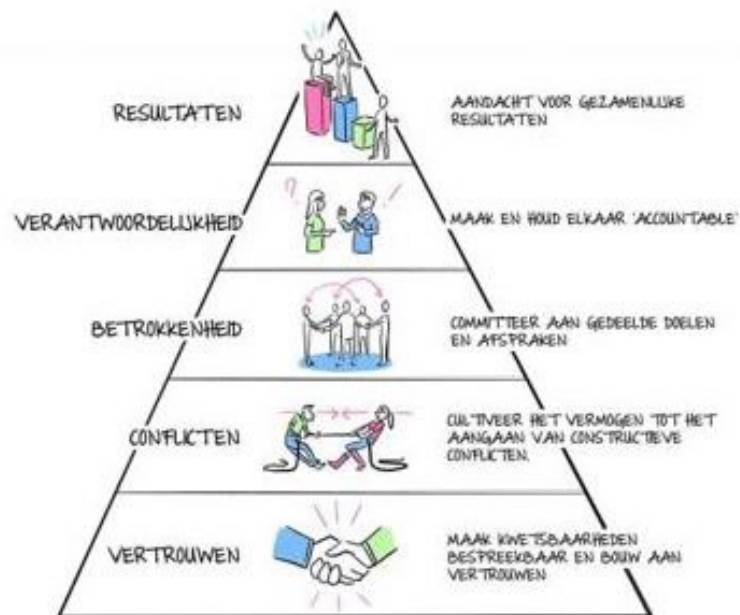 RESULTATEN
AANDACHT VOOR GEZAMENLIJKE
RESULTATEN
VERANTWOORDELIJKHEID
MAAK EN HOUD ELKAAR 'ACCOUNTABLE'
BETROKKENHEID
COMMITTEER AAN GEDEELDE DOELEN
EN AFSPRAKEN
CONFLICTEN
CULTIVEER HET VERMOGEN TOT HET
AANGAAN VAN CONSTRUCTIEVE
CONFLICTEN.
VERTROUWEN
MAAK KWETSBAARHEDEN
BESPREEKBAAR EN BOUW AAN
VERTROUWEN